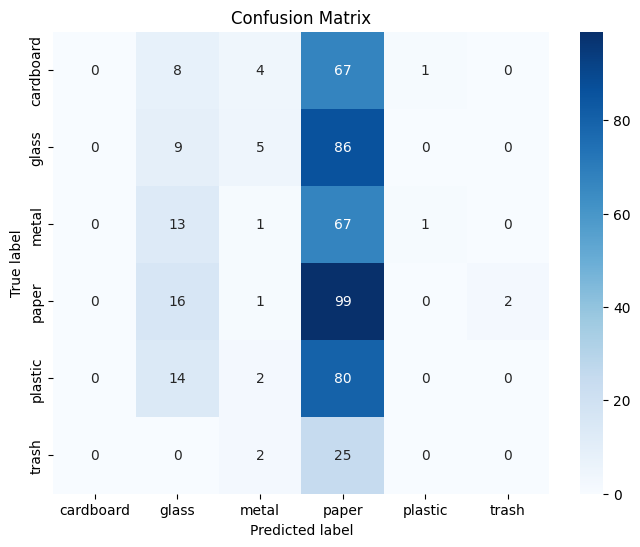 Confusion Matrix
cardboard 0 8 4 67 1 0
glass 0 9 5 86 0 0
metal 0 13 1 67 1 0
paper 0 16 1 99 0 2
plastic 0 14 2 80 0 0
trash 0 0 2 25 0 0
cardboard glass metal paper plastic trash
Predicted label
True label
80
60
40
20
0